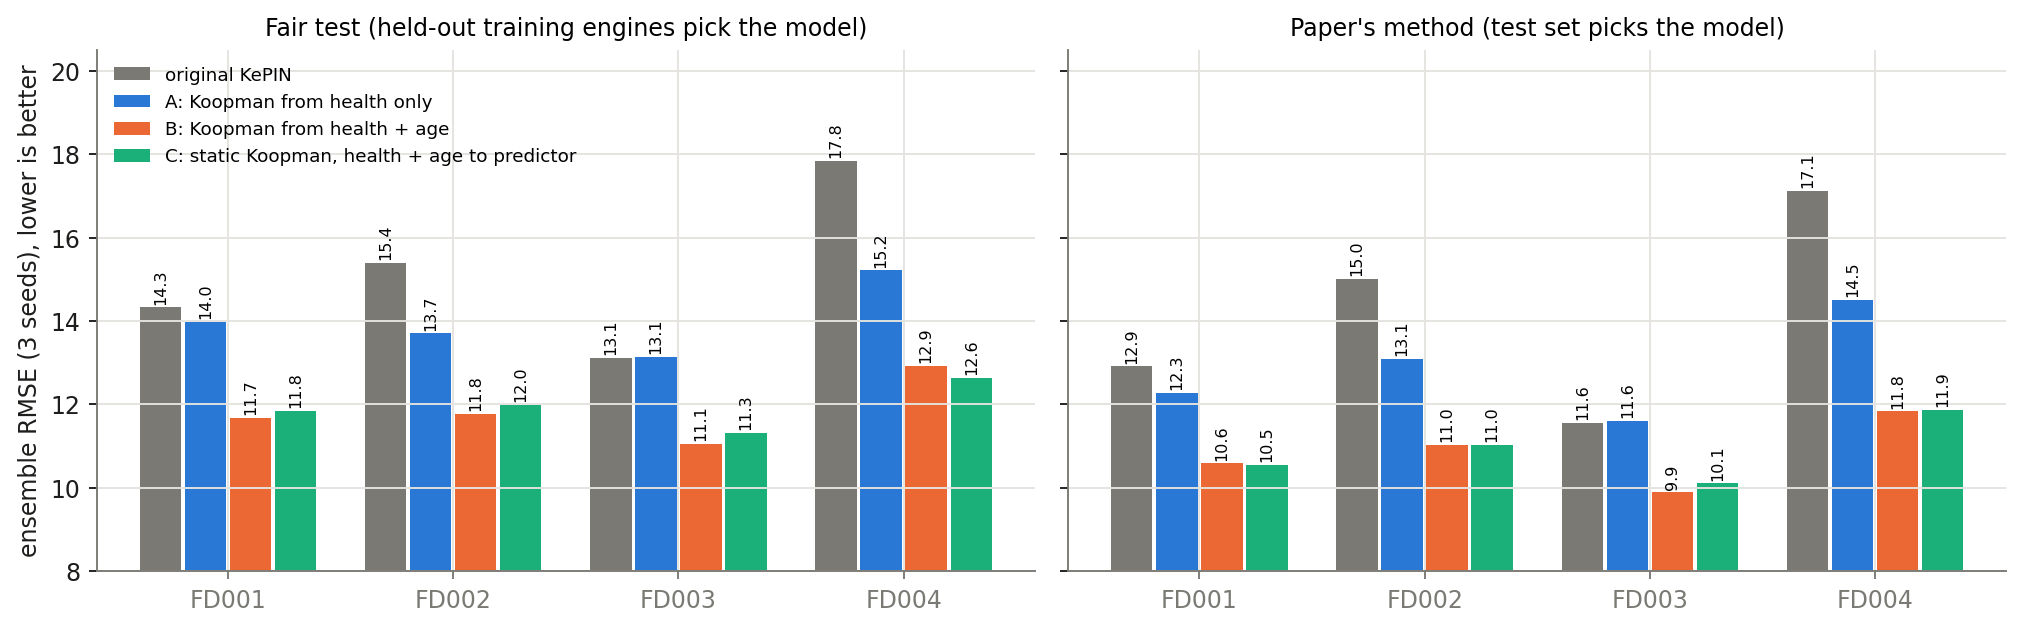 Fair test (held-out training engines pick the model)
ensemble RMSE (3 seeds), lower is better
20
18
16
14
12
10
8
original KePIN
A: Koopman from health only
B: Koopman from health + age
C: static Koopman, health + age to predictor
14.3
14.0
11.7
11.8
15.4
13.7
11.8
12.0
13.1
13.1
11.1
11.3
17.8
15.2
12.9
12.6
FD001
FD002
FD003
FD004
Paper's method (test set picks the model)
12.9
12.3
10.6
10.5
15.0
13.1
11.0
11.0
11.6
11.6
9.9
10.1
17.1
14.5
11.8
11.9
FD001
FD002
FD003
FD004